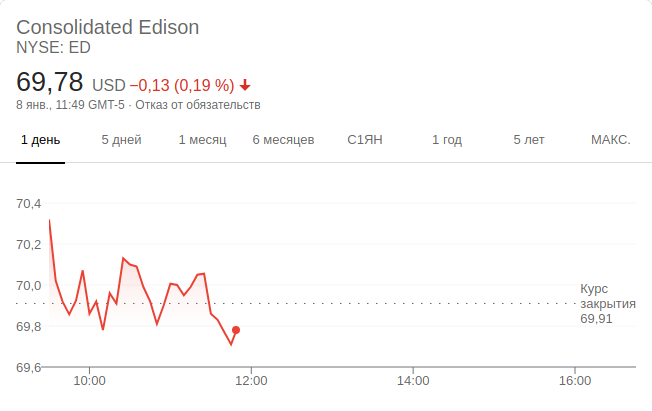 Consolidated Edison
NYSE: ED
69,78 USD −0,13 (0,19 %)
8 янв., 11:49 GMT-5 · Отказ от обязательств
1 день 5 дней 1 месяц 6 месяцев С1ЯН 1 год 5 лет МАКС.
70,4
70,2
70,0
Курс
закрытия
69,91
69,8
69,6
10:00 12:00 14:00 16:00